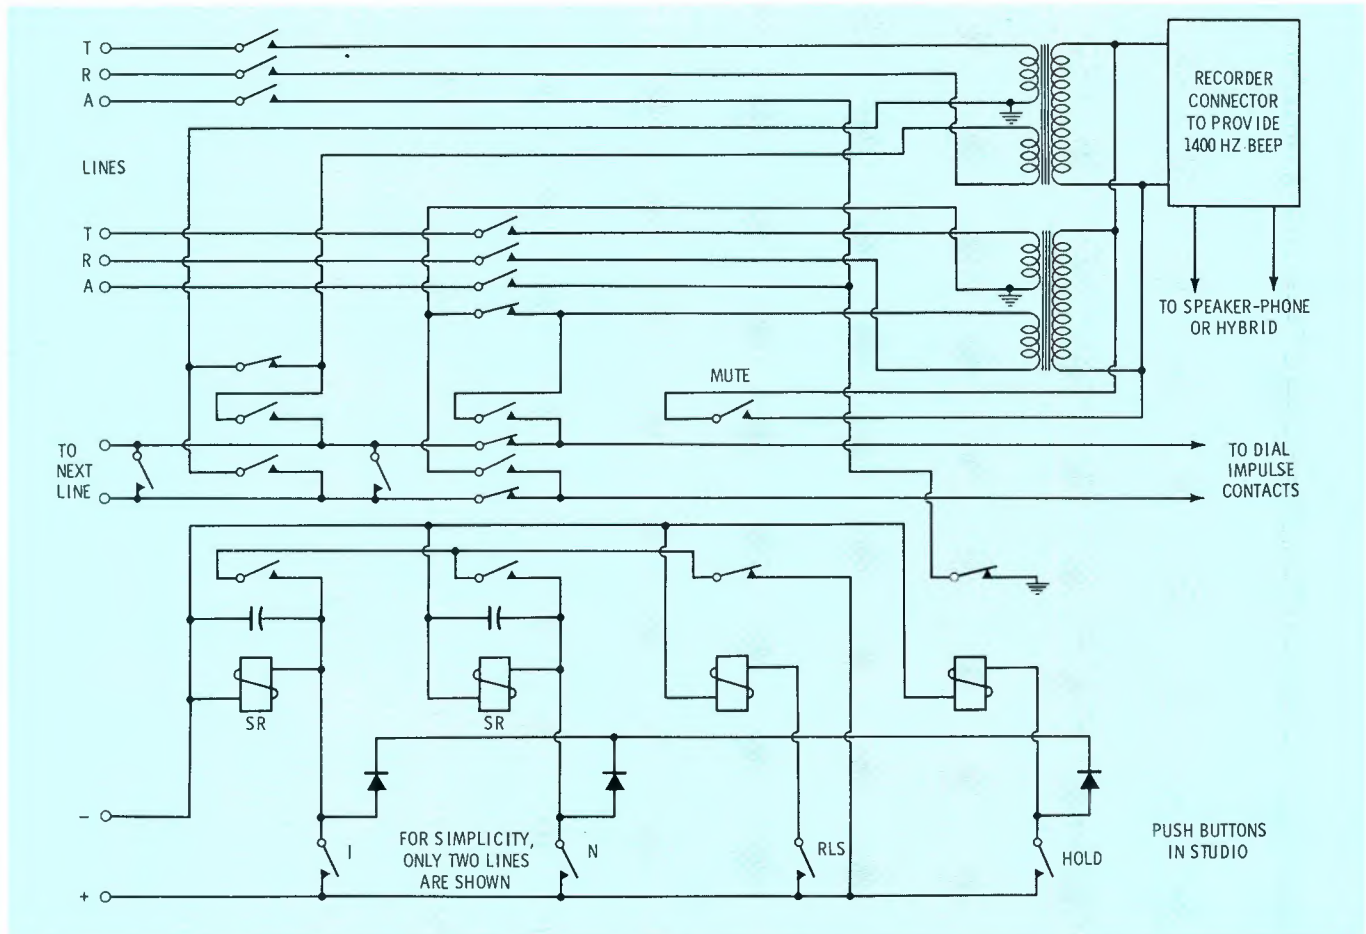 T
R
A
LINES
T
R
A
RECORDER
CONNECTOR
TO PROVIDE
1400 HZ BEEP
TO SPEAKER-PHONE
OR HYBRID
MUTE
TO
NEXT
LINE
TO DIAL
IMPULSE
CONTACTS
SR
SR
-
+
I
FOR SIMPLICITY,
ONLY TWO LINES
ARE SHOWN
N
RLS
HOLD
PUSH BUTTONS
IN STUDIO